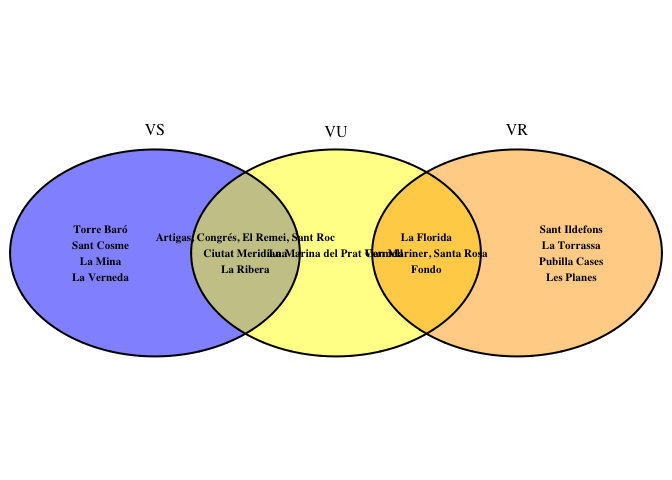 VS
VU
VR
Torre Baró
Sant Cosme
La Mina
La Verneda
Artigas, Congrés, El Remei, Sant Roc
Ciutat Meridiana
La Ribera
La Marina del Prat Vermell
La Florida
Can Mariner, Santa Rosa
Fondo
Sant Ildefons
La Torrassa
Pubilla Cases
Les Planes